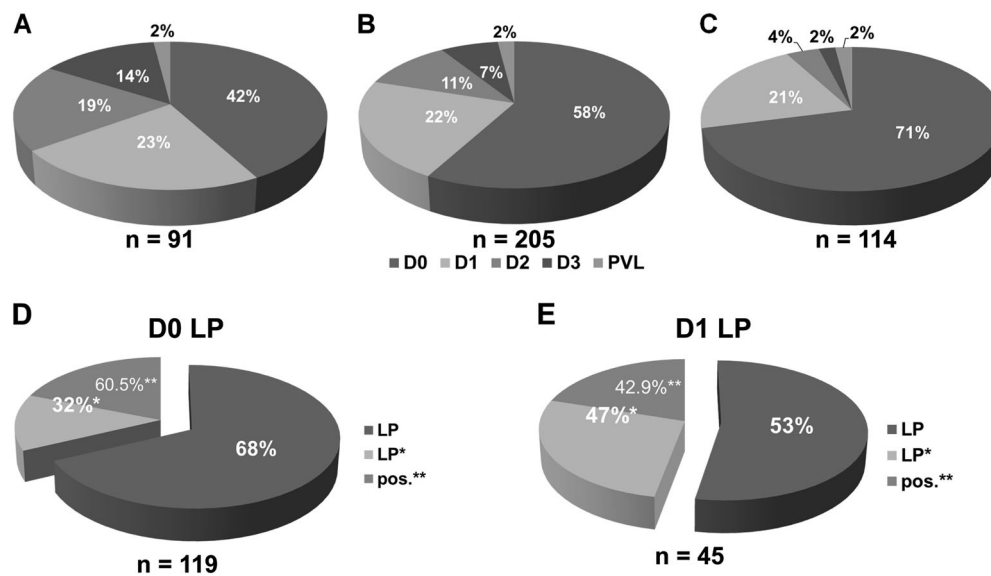 A
2%
14%
42%
19%
23%
n = 91
B
2%
7%
11%
58%
22%
n = 205
C
4%
2%
2%
21%
71%
n = 114
D0 D1 D2 D3 PVL
D
D0 LP
60.5%**
32%*
68%
LP
LP*
pos.**
n = 119
E
D1 LP
42.9%**
47%*
53%
LP
LP*
pos.**
n = 45